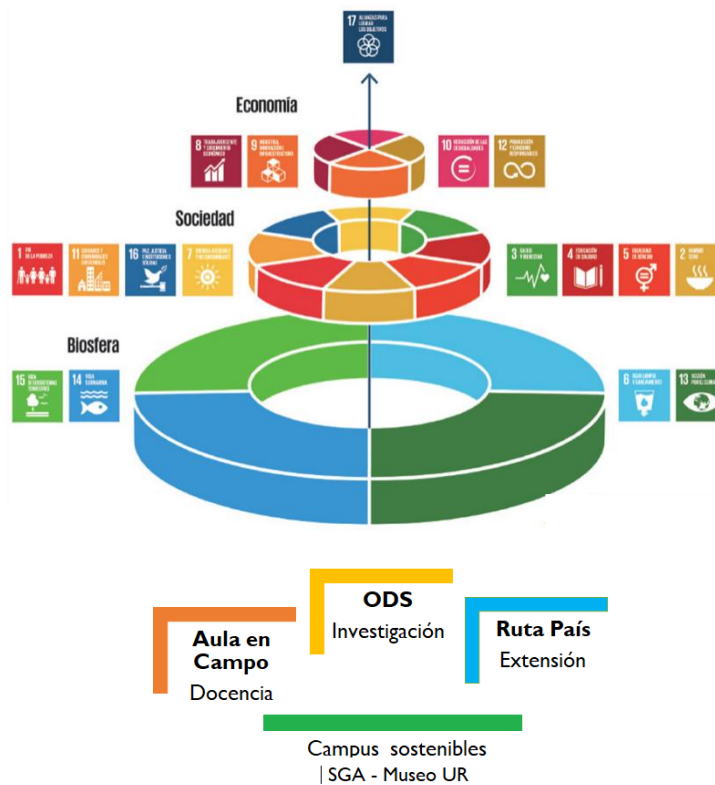 17 ALIANZAS PARA
LOGRAR
LOS OBJETIVOS
Economía
8 TRABAJO DECENTE
Y CRECIMIENTO
ECONÓMICO
9 INDUSTRIA,
INNOVACIÓN E
INFRAESTRUCTURA
10 REDUCCIÓN DE LAS
DESIGUALDADES
12 PRODUCCIÓN
Y CONSUMO
RESPONSABLES
Sociedad
1 FIN
DE LA POBREZA
11 CIUDADES Y
COMUNIDADES
SOSTENIBLES
16 PAZ, JUSTICIA
E INSTITUCIONES
SÓLIDAS
7 ENERGÍA ASEQUIBLE
Y NO CONTAMINANTE
3 SALUD
Y BIENESTAR
4 EDUCACIÓN
DE CALIDAD
5 IGUALDAD
DE GÉNERO
2 HAMBRE
CERO
Biosfera
15 VIDA
DE ECOSISTEMAS
TERRESTRES
14 VIDA
SUBMARINA
6 AGUA LIMPIA
Y SANEAMIENTO
13 ACCIÓN
POR EL CLIMA
ODS
Investigación
Aula en
Campo
Docencia
Ruta País
Extensión
Campus sostenibles
| SGA - Museo UR